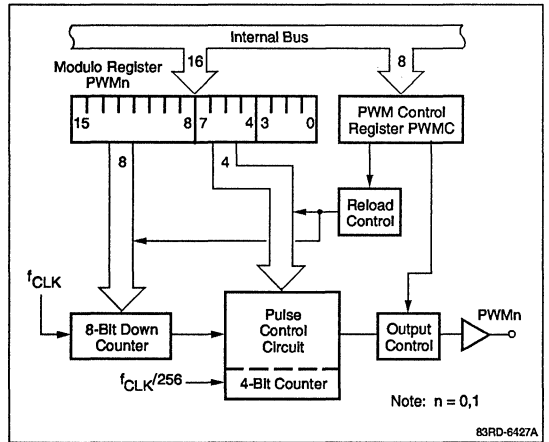 Internal Bus
16
8
Modulo Register
PWMn
15
8
7
4
3
0
PWM Control
Register PWMC
8
4
Reload
Control
fCLK
8-Bit Down
Counter
Pulse
Control
Circuit
Output
Control
PWMn
fCLK/256
4-Bit Counter
Note: n = 0,1
83RD-6427A